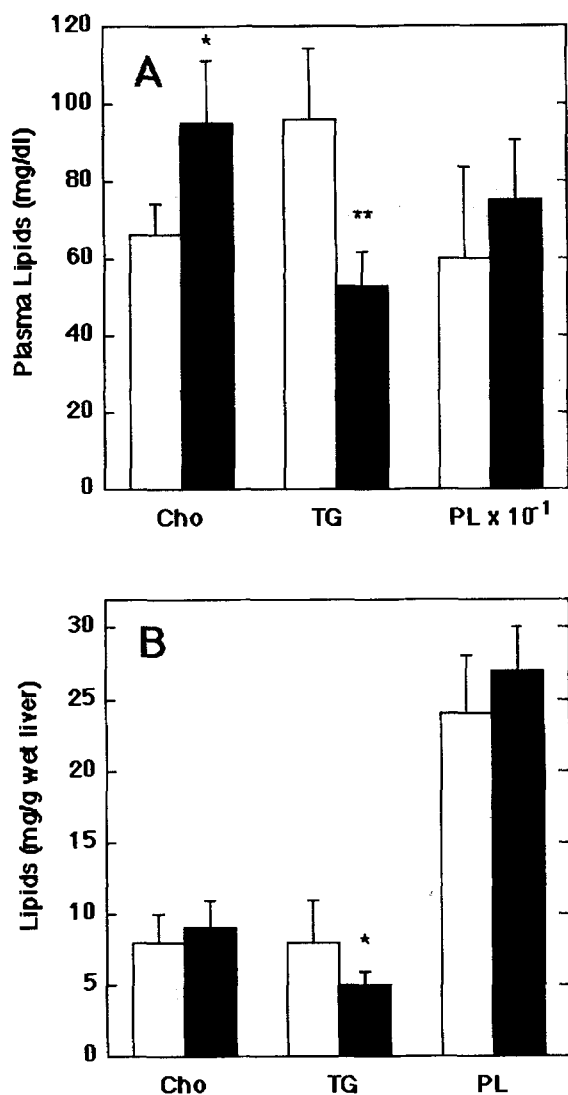 A
Plasma Lipids (mg/dl)
120
100
80
60
40
20
0
*
**
Cho TG PL x 10⁻¹
B
Lipids (mg/g wet liver)
30
25
20
15
10
5
0
*
Cho TG PL